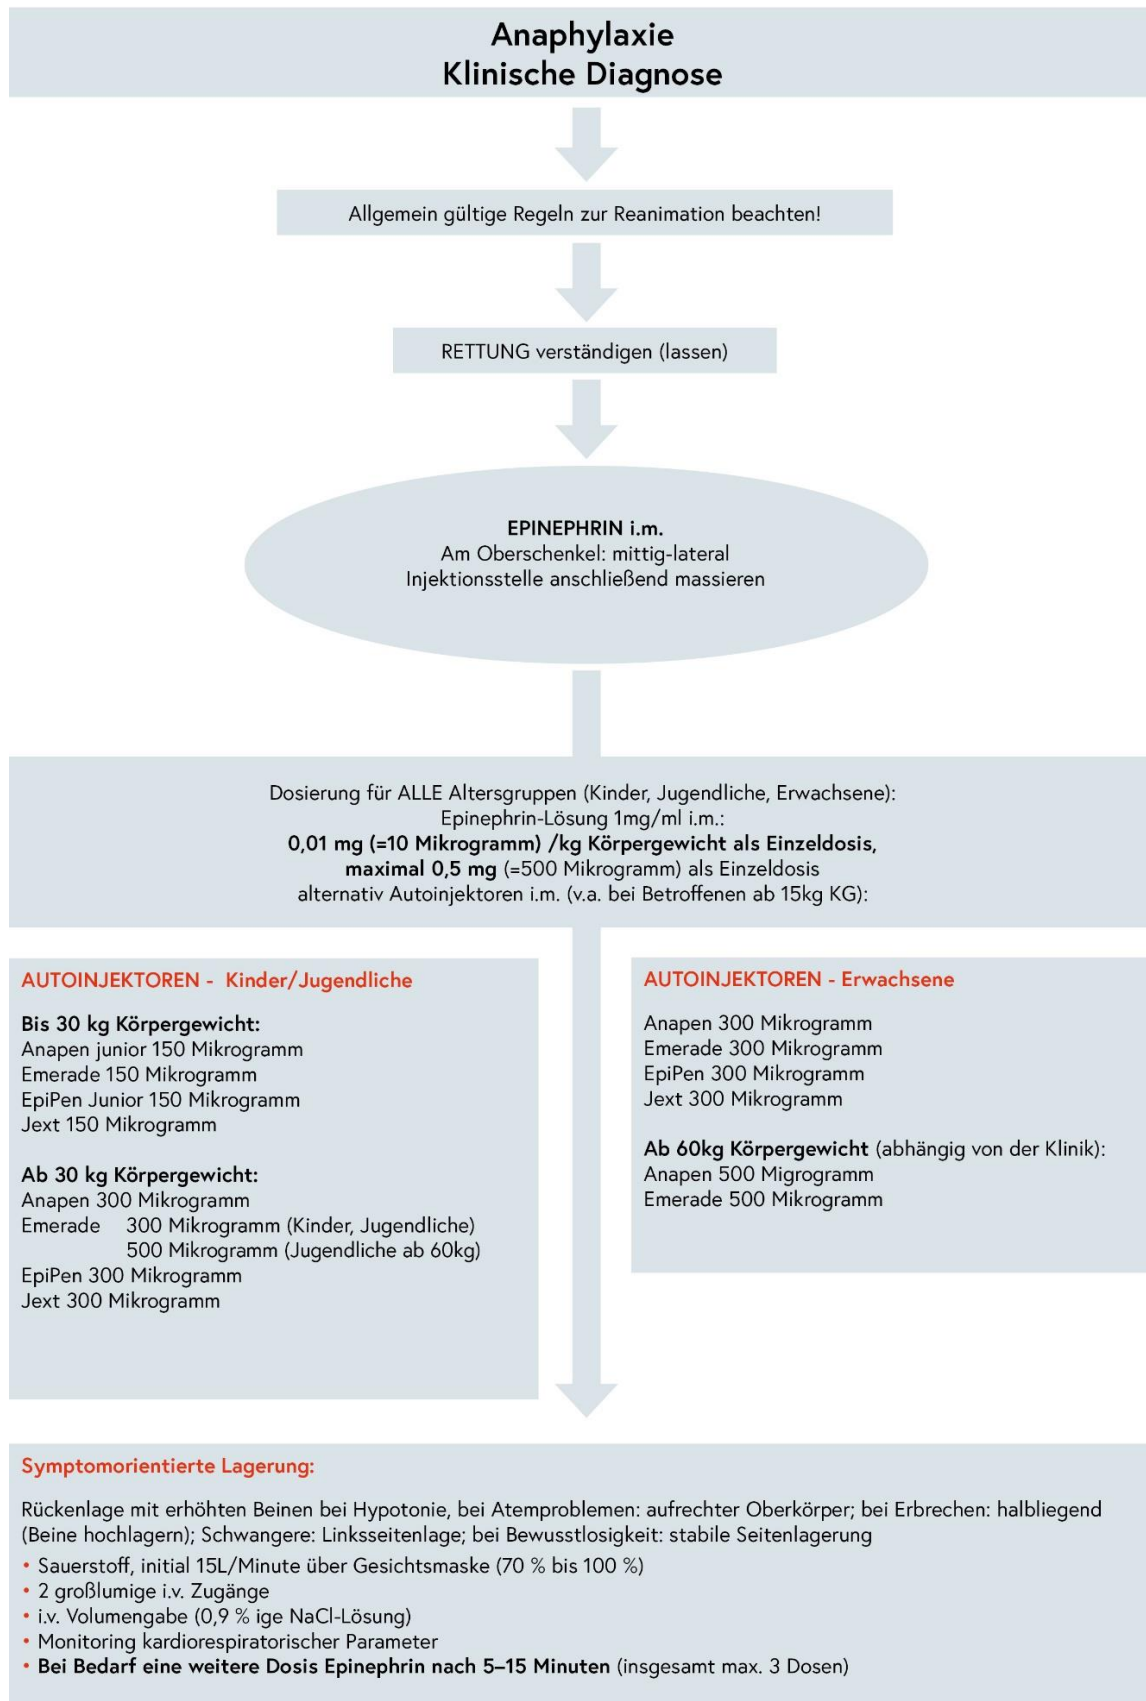 Anaphylaxie
Klinische Diagnose
Allgemein gültige Regeln zur Reanimation beachten!
RETTUNG verständigen (lassen)
EPINEPHRIN i.m.
Am Oberschenkel: mittig-lateral
Injektionsstelle anschließend massieren
Dosierung für ALLE Altersgruppen (Kinder, Jugendliche, Erwachsene):
Epinephrin-Lösung 1mg/ml i.m.:
0,01 mg (=10 Mikrogramm) /kg Körpergewicht als Einzeldosis,
maximal 0,5 mg (=500 Mikrogramm) als Einzeldosis
alternativ Autoinjektoren i.m. (v.a. bei Betroffenen ab 15kg KG):
AUTOINJEKTOREN - Kinder/Jugendliche
Bis 30 kg Körpergewicht:
Anapen junior 150 Mikrogramm
Emerade 150 Mikrogramm
EpiPen Junior 150 Mikrogramm
Jext 150 Mikrogramm
Ab 30 kg Körpergewicht:
Anapen 300 Mikrogramm
Emerade 300 Mikrogramm (Kinder, Jugendliche)
500 Mikrogramm (Jugendliche ab 60kg)
EpiPen 300 Mikrogramm
Jext 300 Mikrogramm
AUTOINJEKTOREN - Erwachsene
Anapen 300 Mikrogramm
Emerade 300 Mikrogramm
EpiPen 300 Mikrogramm
Jext 300 Mikrogramm
Ab 60kg Körpergewicht (abhängig von der Klinik):
Anapen 500 Migrogramm
Emerade 500 Mikrogramm
Symptomorientierte Lagerung:
Rückenlage mit erhöhten Beinen bei Hypotonie, bei Atemproblemen: aufrechter Oberkörper; bei Erbrechen: halbliegend
(Beine hochlagern); Schwangere: Linksseitenlage; bei Bewusstlosigkeit: stabile Seitenlagerung
• Sauerstoff, initial 15L/Minute über Gesichtsmaske (70 % bis 100 %)
• 2 großlumige i.v. Zugänge
• i.v. Volumengabe (0,9 % ige NaCl-Lösung)
• Monitoring kardiorespiratorischer Parameter
• Bei Bedarf eine weitere Dosis Epinephrin nach 5–15 Minuten (insgesamt max. 3 Dosen)